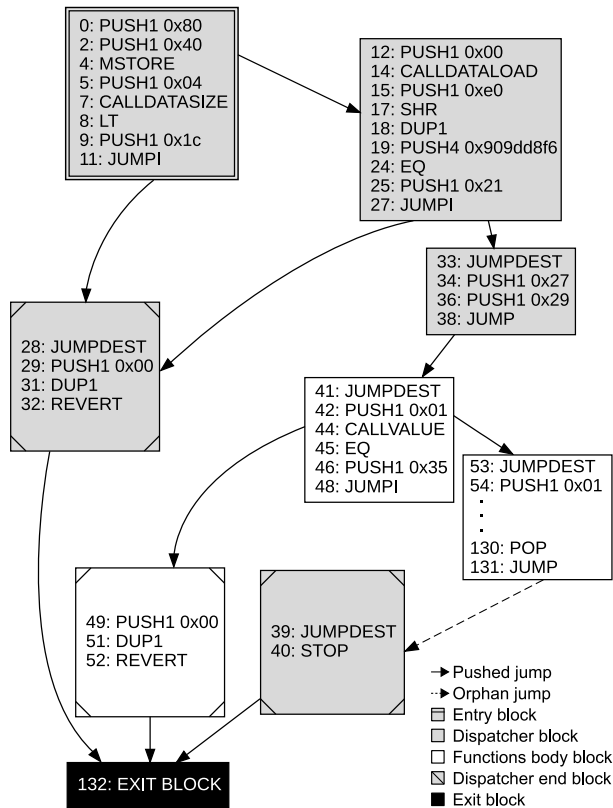 0: PUSH1 0x80
2: PUSH1 0x40
4: MSTORE
5: PUSH1 0x04
7: CALLDATASIZE
8: LT
9: PUSH1 0x1c
11: JUMPI
12: PUSH1 0x00
14: CALLDATALOAD
15: PUSH1 0xe0
17: SHR
18: DUP1
19: PUSH4 0x909dd8f6
24: EQ
25: PUSH1 0x21
27: JUMPI
33: JUMPDEST
34: PUSH1 0x27
36: PUSH1 0x29
38: JUMP
28: JUMPDEST
29: PUSH1 0x00
31: DUP1
32: REVERT
41: JUMPDEST
42: PUSH1 0x01
44: CALLVALUE
45: EQ
46: PUSH1 0x35
48: JUMPI
53: JUMPDEST
54: PUSH1 0x01
.
.
.
130: POP
131: JUMP
49: PUSH1 0x00
51: DUP1
52: REVERT
39: JUMPDEST
40: STOP
132: EXIT BLOCK
Pushed jump
Orphan jump
Entry block
Dispatcher block
Functions body block
Dispatcher end block
Exit block